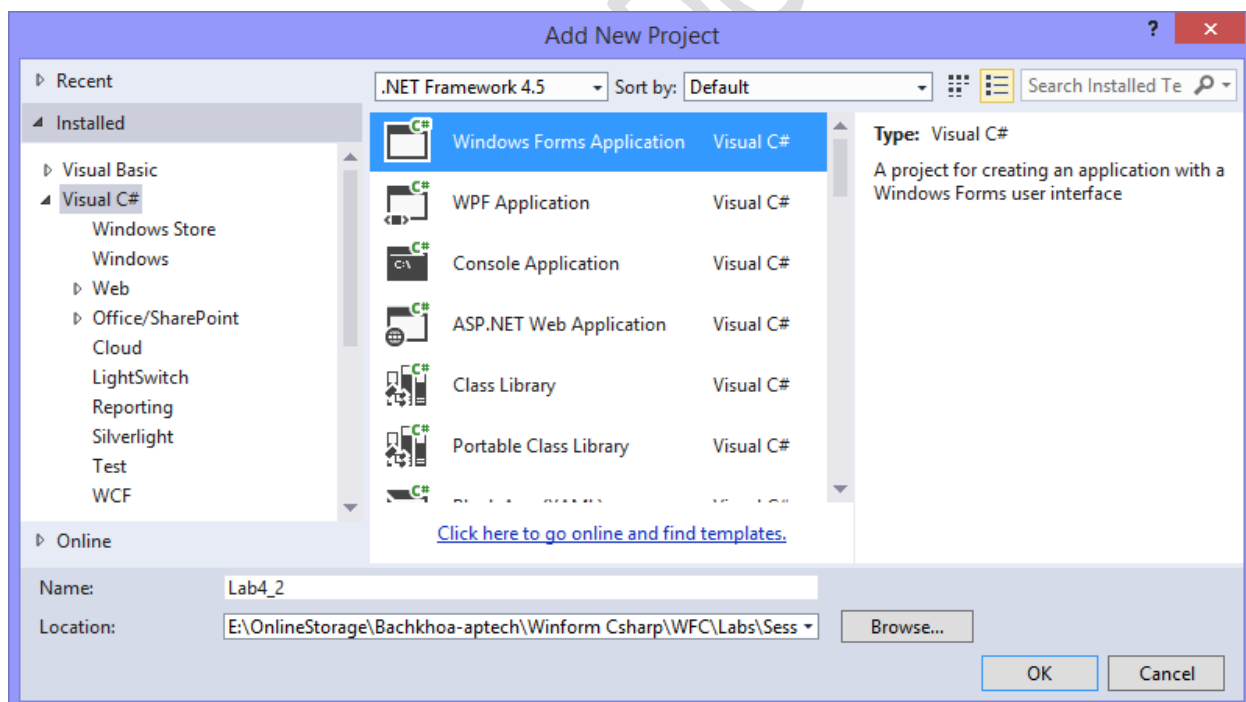 Add New Project
?
Recent
.NET Framework 4.5
Sort by: Default
Search Installed Te
Installed
Visual Basic
Visual C#
Windows Store
Windows
Web
Office/SharePoint
Cloud
LightSwitch
Reporting
Silverlight
Test
WCF
Online
Windows Forms Application Visual C#
WPF Application Visual C#
Console Application Visual C#
ASP.NET Web Application Visual C#
Class Library Visual C#
Portable Class Library Visual C#
Click here to go online and find templates.
Type: Visual C#
A project for creating an application with a
Windows Forms user interface
Name: Lab4_2
Location: E:\OnlineStorage\Bachkhoa-aptech\Winform Csharp\WFC\Labs\Sess
Browse...
OK Cancel